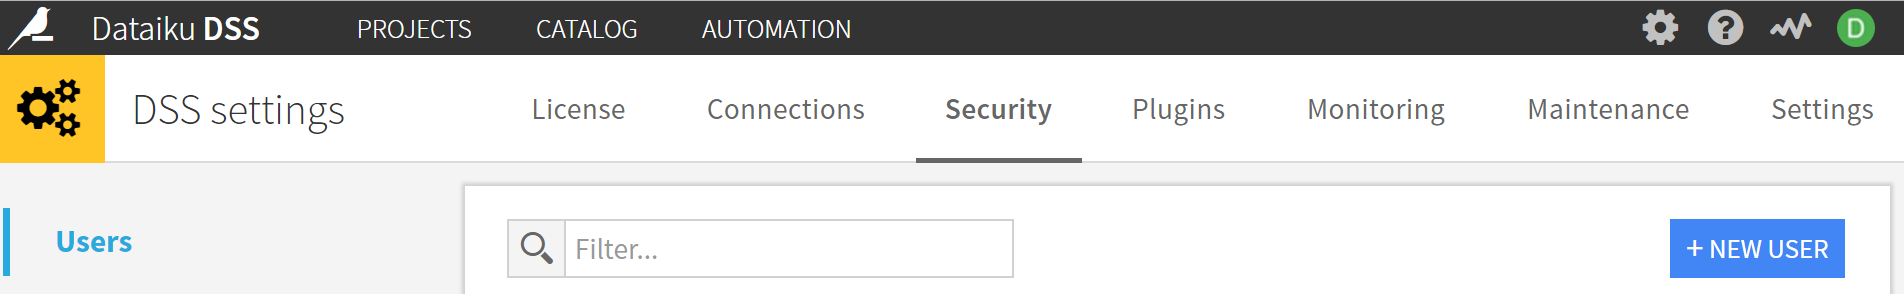 Dataiku DSS PROJECTS CATALOG AUTOMATION ? D
DSS settings License Connections Security Plugins Monitoring Maintenance Settings
Users
Filter... + NEW USER